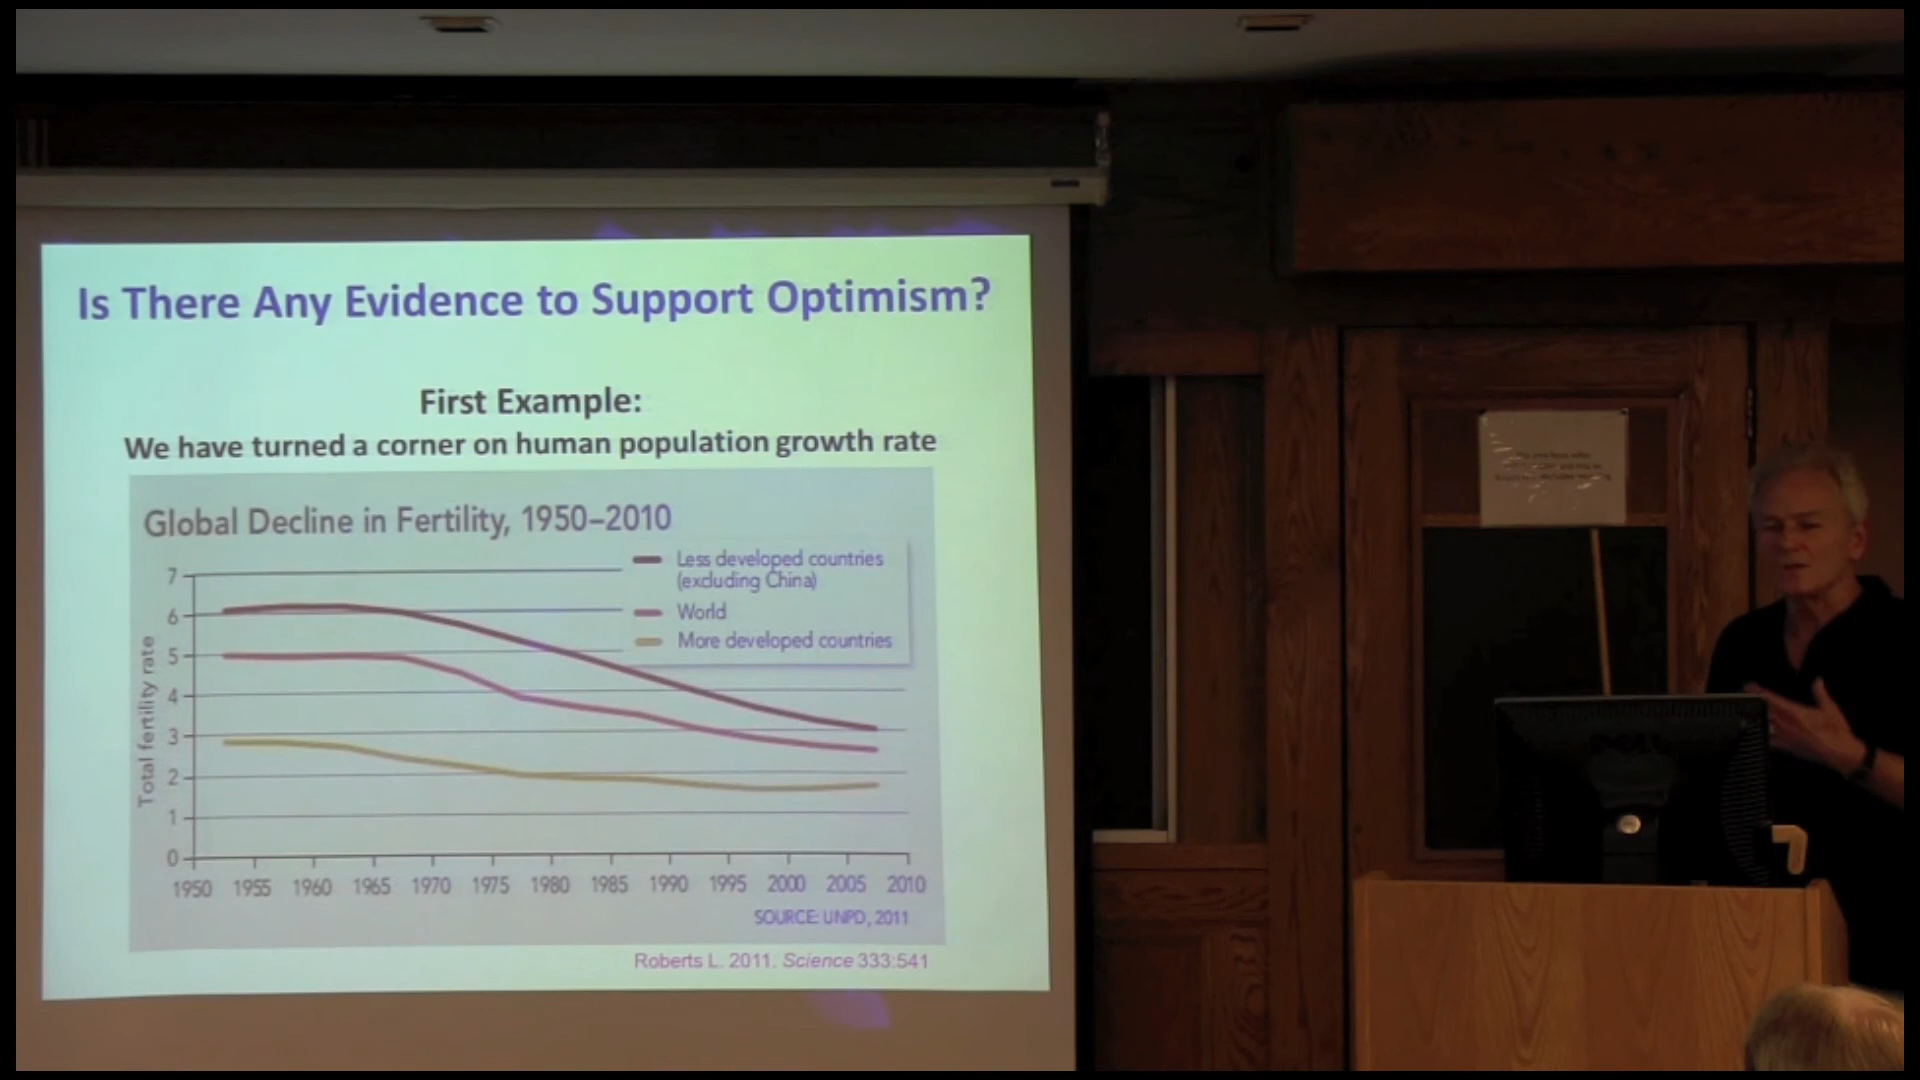 Is There Any Evidence to Support Optimism?
First Example:
We have turned a corner on human population growth rate
Global Decline in Fertility, 1950–2010
Less developed countries
(excluding China)
World
More developed countries
Total fertility rate
7
6
5
4
3
2
1
0
1950 1955 1960 1965 1970 1975 1980 1985 1990 1995 2000 2005 2010
SOURCE: UNPD, 2011
Roberts L. 2011. Science 333:541